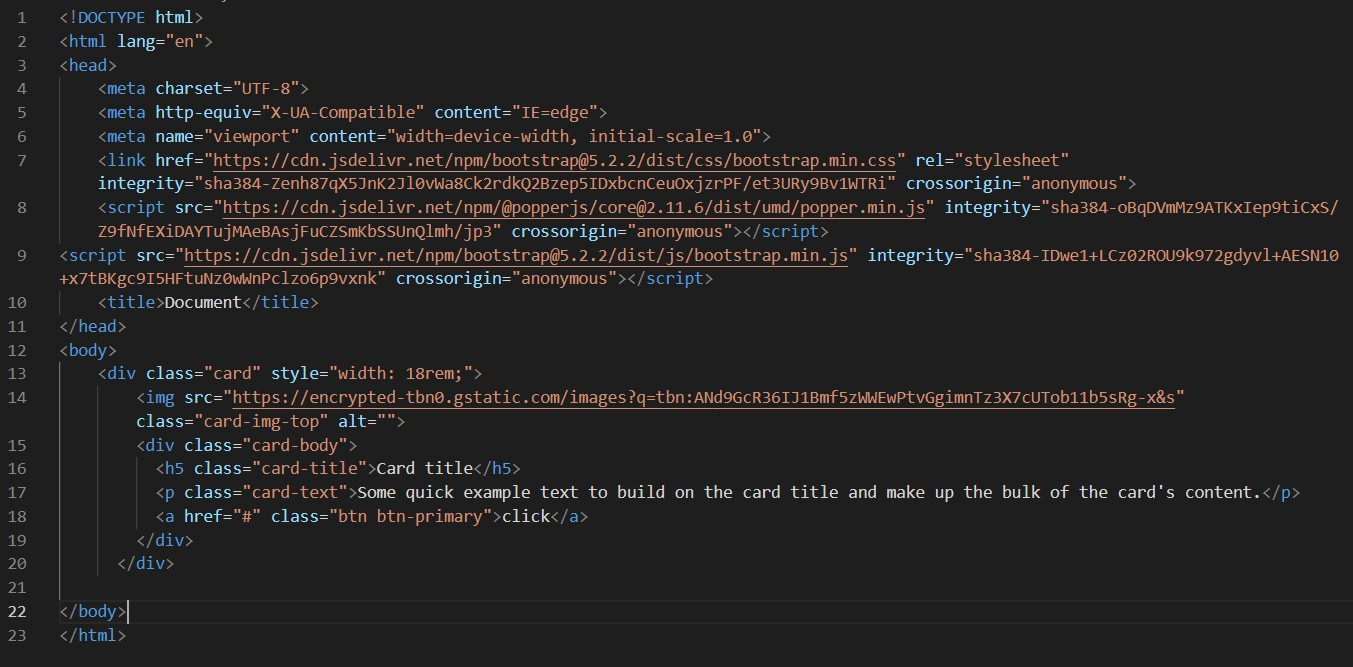 1 <!DOCTYPE html>
2 <html lang="en">
3 <head>
4 <meta charset="UTF-8">
5 <meta http-equiv="X-UA-Compatible" content="IE=edge">
6 <meta name="viewport" content="width=device-width, initial-scale=1.0">
7 <link href="https://cdn.jsdelivr.net/npm/bootstrap@5.2.2/dist/css/bootstrap.min.css" rel="stylesheet"
integrity="sha384-Zenh87qX5JnK2Jl0vWa8Ck2rdkQ2Bzep5IDxbcnCeuOxjzrPF/et3URy9Bv1WTRi" crossorigin="anonymous">
8 <script src="https://cdn.jsdelivr.net/npm/@popperjs/core@2.11.6/dist/umd/popper.min.js" integrity="sha384-oBqDVmMz9ATKxIep9tiCxS/
Z9fNfEXiDAYTujMAeBAsjFuCZSmKbSSUnQlmh/jp3" crossorigin="anonymous"></script>
9 <script src="https://cdn.jsdelivr.net/npm/bootstrap@5.2.2/dist/js/bootstrap.min.js" integrity="sha384-IDwe1+LCz02ROU9k972gdyvl+AESN10
+x7tBKgc9I5HFtuNz0wWnPclzo6p9vxnk" crossorigin="anonymous"></script>
10 <title>Document</title>
11 </head>
12 <body>
13 <div class="card" style="width: 18rem;">
14 <img src="https://encrypted-tbn0.gstatic.com/images?q=tbn:ANd9GcR36IJ1Bmf5zWWEwPtvGgimnTz3X7cUTob11b5sRg-x&s"
class="card-img-top" alt="">
15 <div class="card-body">
16 <h5 class="card-title">Card title</h5>
17 <p class="card-text">Some quick example text to build on the card title and make up the bulk of the card's content.</p>
18 <a href="#" class="btn btn-primary">click</a>
19 </div>
20 </div>
21
22 </body>
23 </html>